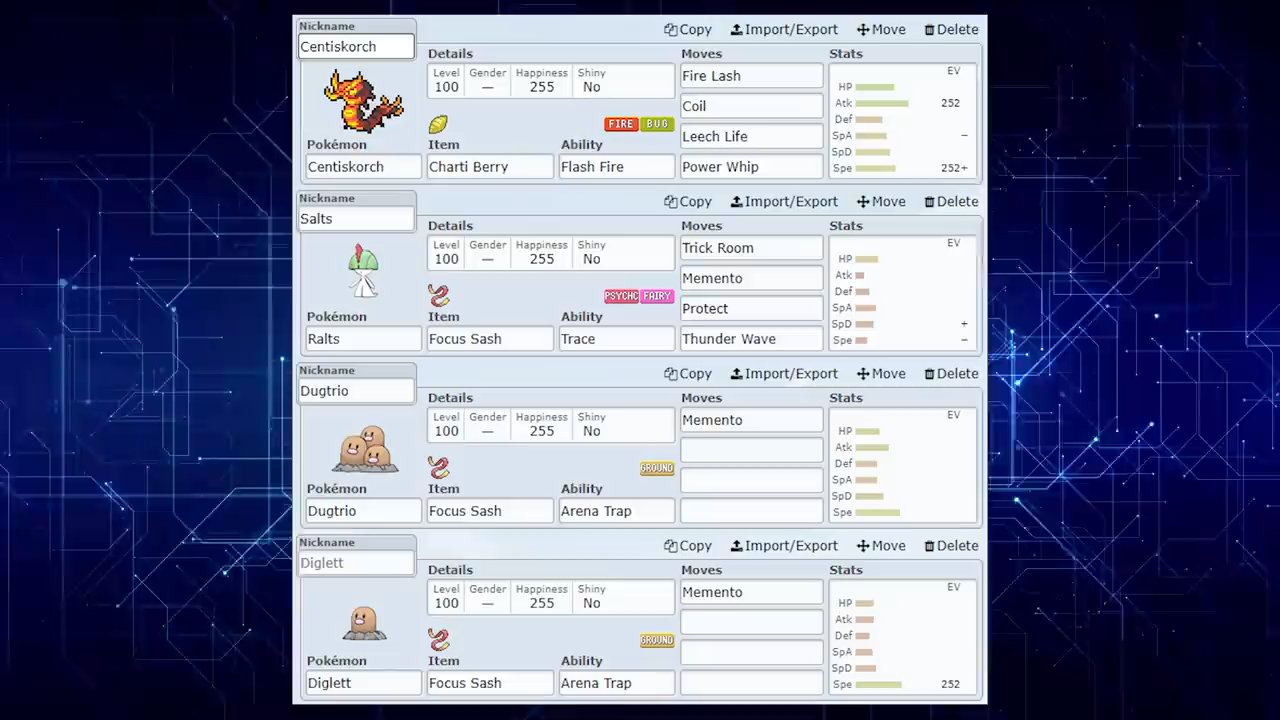 Nickname
Centiskorch
Copy Import/Export Move Delete
Details
Level Gender Happiness Shiny
100 — 255 No
FIRE BUG
Pokémon Item Ability
Centiskorch Charti Berry Flash Fire
Moves
Fire Lash
Coil
Leech Life
Power Whip
Stats
EV
HP
Atk 252
Def
SpA −
SpD
Spe 252+
Nickname
Salts
Copy Import/Export Move Delete
Details
Level Gender Happiness Shiny
100 — 255 No
PSYCHC FAIRY
Pokémon Item Ability
Ralts Focus Sash Trace
Moves
Trick Room
Memento
Protect
Thunder Wave
Stats
EV
HP
Atk
Def
SpA
SpD +
Spe −
Nickname
Dugtrio
Copy Import/Export Move Delete
Details
Level Gender Happiness Shiny
100 — 255 No
GROUND
Pokémon Item Ability
Dugtrio Focus Sash Arena Trap
Moves
Memento
Stats
EV
HP
Atk
Def
SpA
SpD
Spe
Nickname
Diglett
Copy Import/Export Move Delete
Details
Level Gender Happiness Shiny
100 — 255 No
GROUND
Pokémon Item Ability
Diglett Focus Sash Arena Trap
Moves
Memento
Stats
EV
HP
Atk
Def
SpA
SpD
Spe 252